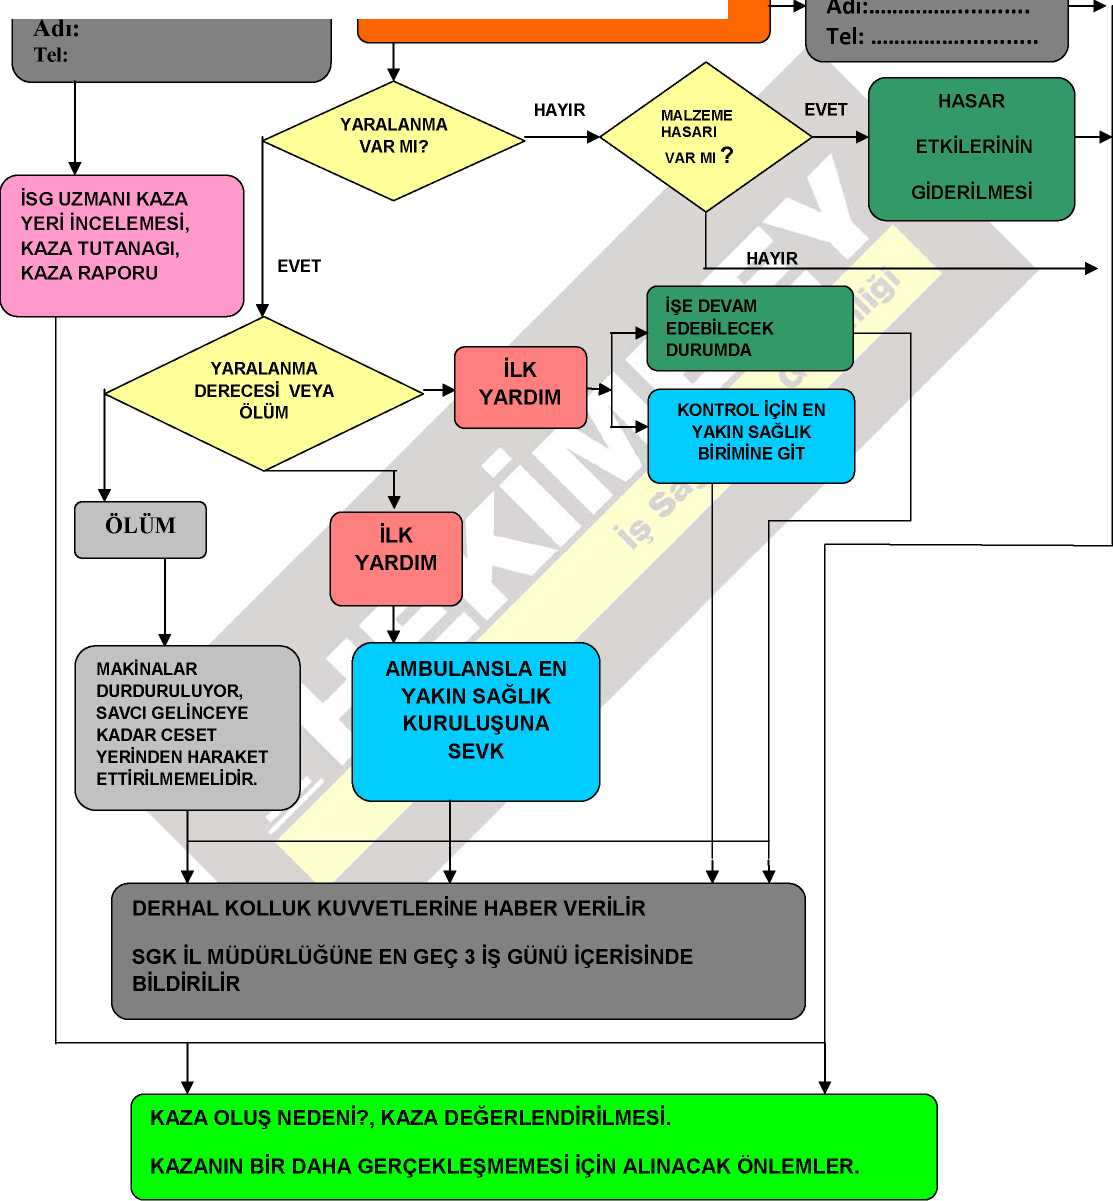 Adı:
Tel:
Adı:...........................
Tel: ...........................
YARALANMA
VAR MI?
HAYIR
MALZEME
HASARI
VAR MI ?
EVET
HASAR
ETKİLERİNİN
GİDERİLMESİ
İSG UZMANI KAZA
YERİ İNCELEMESİ,
KAZA TUTANAGI,
KAZA RAPORU
EVET
HAYIR
YARALANMA
DERECESİ VEYA
ÖLÜM
İLK
YARDIM
İŞE DEVAM
EDEBİLECEK
DURUMDA
KONTROL İÇİN EN
YAKIN SAĞLIK
BİRİMİNE GİT
ÖLÜM
İLK
YARDIM
MAKİNALAR
DURDURULUYOR,
SAVCI GELİNCEYE
KADAR CESET
YERİNDEN HARAKET
ETTİRİLMEMELİDİR.
AMBULANSLA EN
YAKIN SAĞLIK
KURULUŞUNA
SEVK
DERHAL KOLLUK KUVVETLERİNE HABER VERİLİR
SGK İL MÜDÜRLÜĞÜNE EN GEÇ 3 İŞ GÜNÜ İÇERİSİNDE
BİLDİRİLİR
KAZA OLUŞ NEDENİ?, KAZA DEĞERLENDİRİLMESİ.
KAZANIN BİR DAHA GERÇEKLEŞMEMESİ İÇİN ALINACAK ÖNLEMLER.